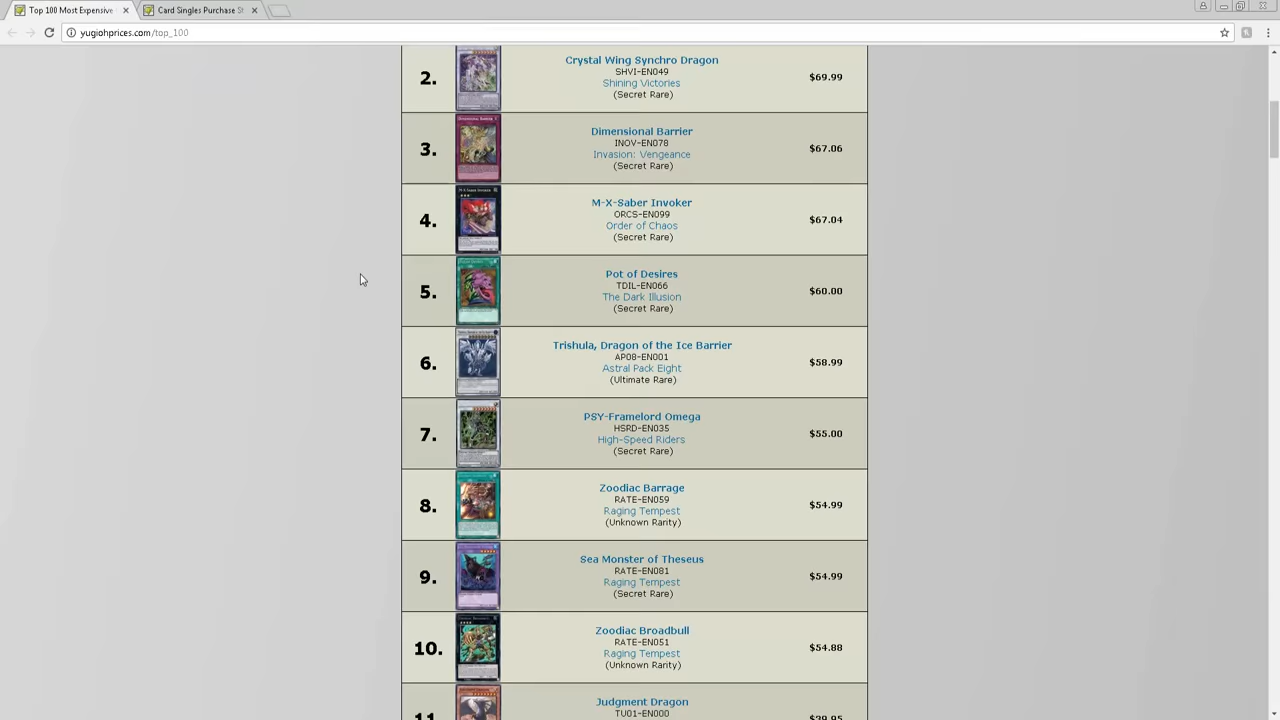 Top 100 Most Expensive
Card Singles Purchase St
yugiohprices.com/top_100
2.
Crystal Wing Synchro Dragon
SHVI-EN049
Shining Victories
(Secret Rare)
$69.99
3.
Dimensional Barrier
INOV-EN078
Invasion: Vengeance
(Secret Rare)
$67.06
4.
M-X-Saber Invoker
ORCS-EN099
Order of Chaos
(Secret Rare)
$67.04
5.
Pot of Desires
TDIL-EN066
The Dark Illusion
(Secret Rare)
$60.00
6.
Trishula, Dragon of the Ice Barrier
AP08-EN001
Astral Pack Eight
(Ultimate Rare)
$58.99
7.
PSY-Framelord Omega
HSRD-EN035
High-Speed Riders
(Secret Rare)
$55.00
8.
Zoodiac Barrage
RATE-EN059
Raging Tempest
(Unknown Rarity)
$54.99
9.
Sea Monster of Theseus
RATE-EN081
Raging Tempest
(Secret Rare)
$54.99
10.
Zoodiac Broadbull
RATE-EN051
Raging Tempest
(Unknown Rarity)
$54.88
11
Judgment Dragon
TU01-EN000
$39.95